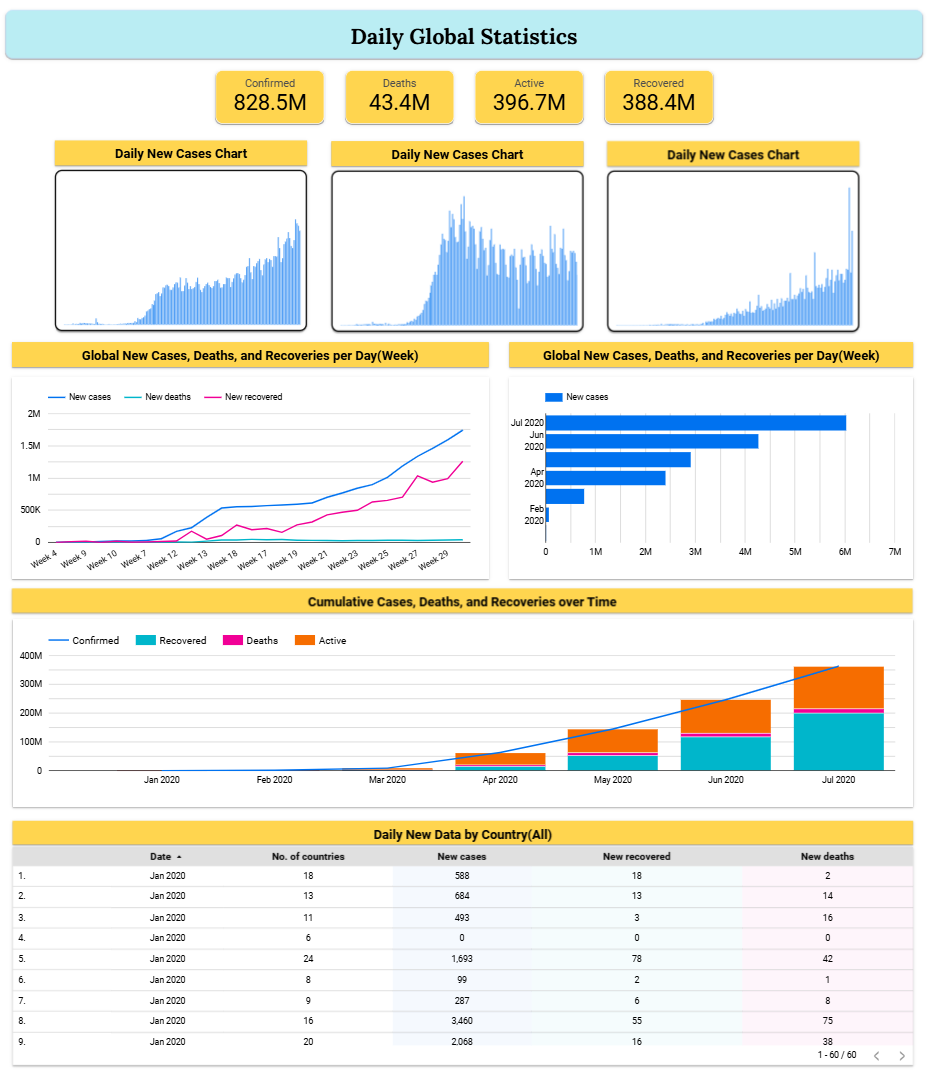 Daily Global Statistics
Confirmed Deaths Active Recovered
828.5M 43.4M 396.7M 388.4M
Daily New Cases Chart Daily New Cases Chart Daily New Cases Chart
Global New Cases, Deaths, and Recoveries per Day(Week)
New cases New deaths New recovered
2M
1.5M
1M
500K
0
Week 4 Week 9 Week 10 Week 7 Week 12 Week 13 Week 18 Week 17 Week 19 Week 21 Week 23 Week 25 Week 27 Week 29
Global New Cases, Deaths, and Recoveries per Day(Week)
New cases
Jul 2020
Jun
2020
Apr
2020
Feb
2020
0 1M 2M 3M 4M 5M 6M 7M
Cumulative Cases, Deaths, and Recoveries over Time
Confirmed Recovered Deaths Active
400M
300M
200M
100M
0
Jan 2020 Feb 2020 Mar 2020 Apr 2020 May 2020 Jun 2020 Jul 2020
Daily New Data by Country(All)
Date No. of countries New cases New recovered New deaths
1. Jan 2020 18 588 18 2
2. Jan 2020 13 684 13 14
3. Jan 2020 11 493 3 16
4. Jan 2020 6 0 0 0
5. Jan 2020 24 1,693 78 42
6. Jan 2020 8 99 2 1
7. Jan 2020 9 287 6 8
8. Jan 2020 16 3,460 55 75
9. Jan 2020 20 2,068 16 38
1 - 60 / 60